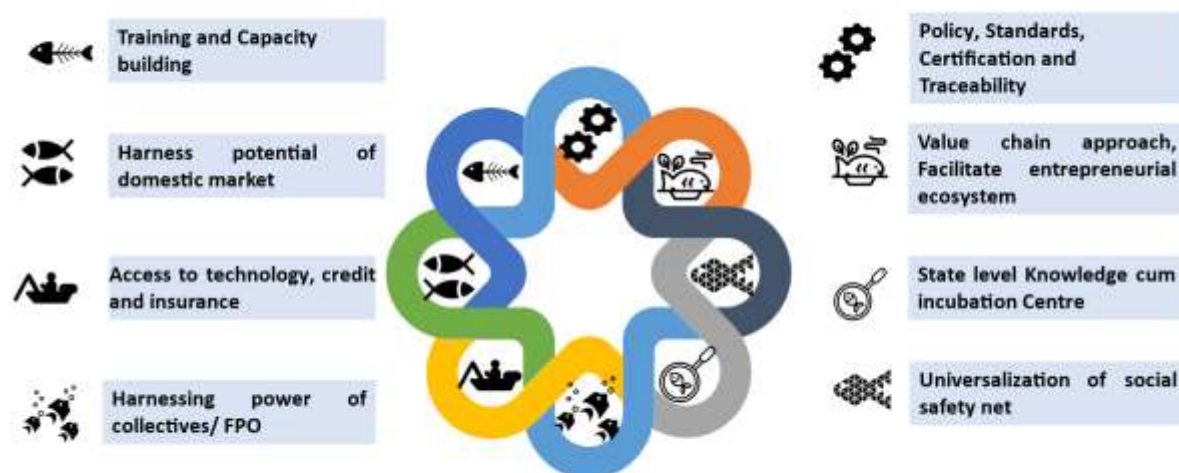 Training and Capacity
building
Harness potential of
domestic market
Access to technology, credit
and insurance
Harnessing power of
collectives/ FPO
Policy, Standards,
Certification and
Traceability
Value chain approach,
Facilitate entrepreneurial
ecosystem
State level Knowledge cum
incubation Centre
Universalization of social
safety net